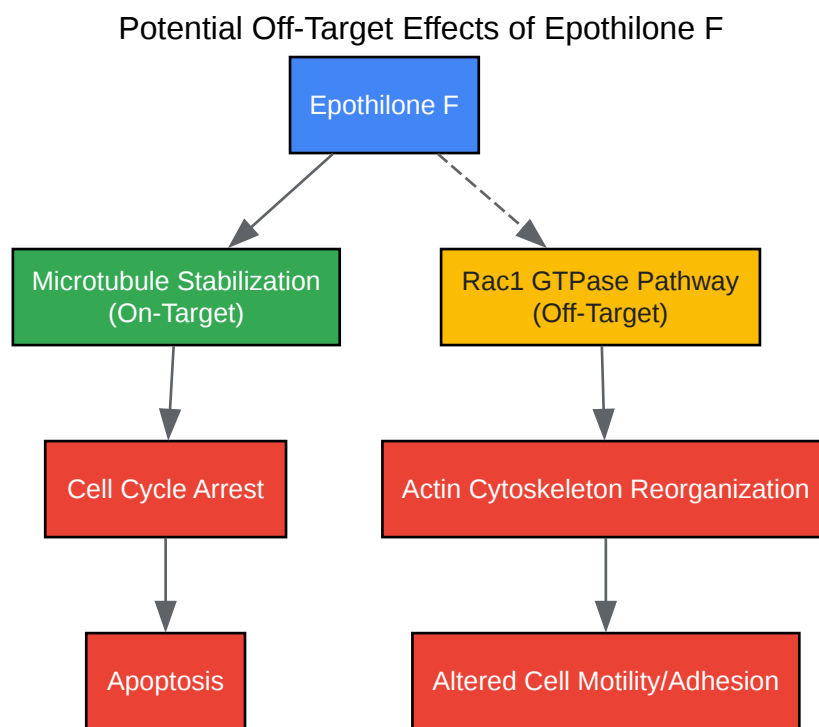 Potential Off-Target Effects of Epothilone F
Epothilone F
Microtubule Stabilization
(On-Target)
Rac1 GTPase Pathway
(Off-Target)
Cell Cycle Arrest
Actin Cytoskeleton Reorganization
Apoptosis
Altered Cell Motility/Adhesion